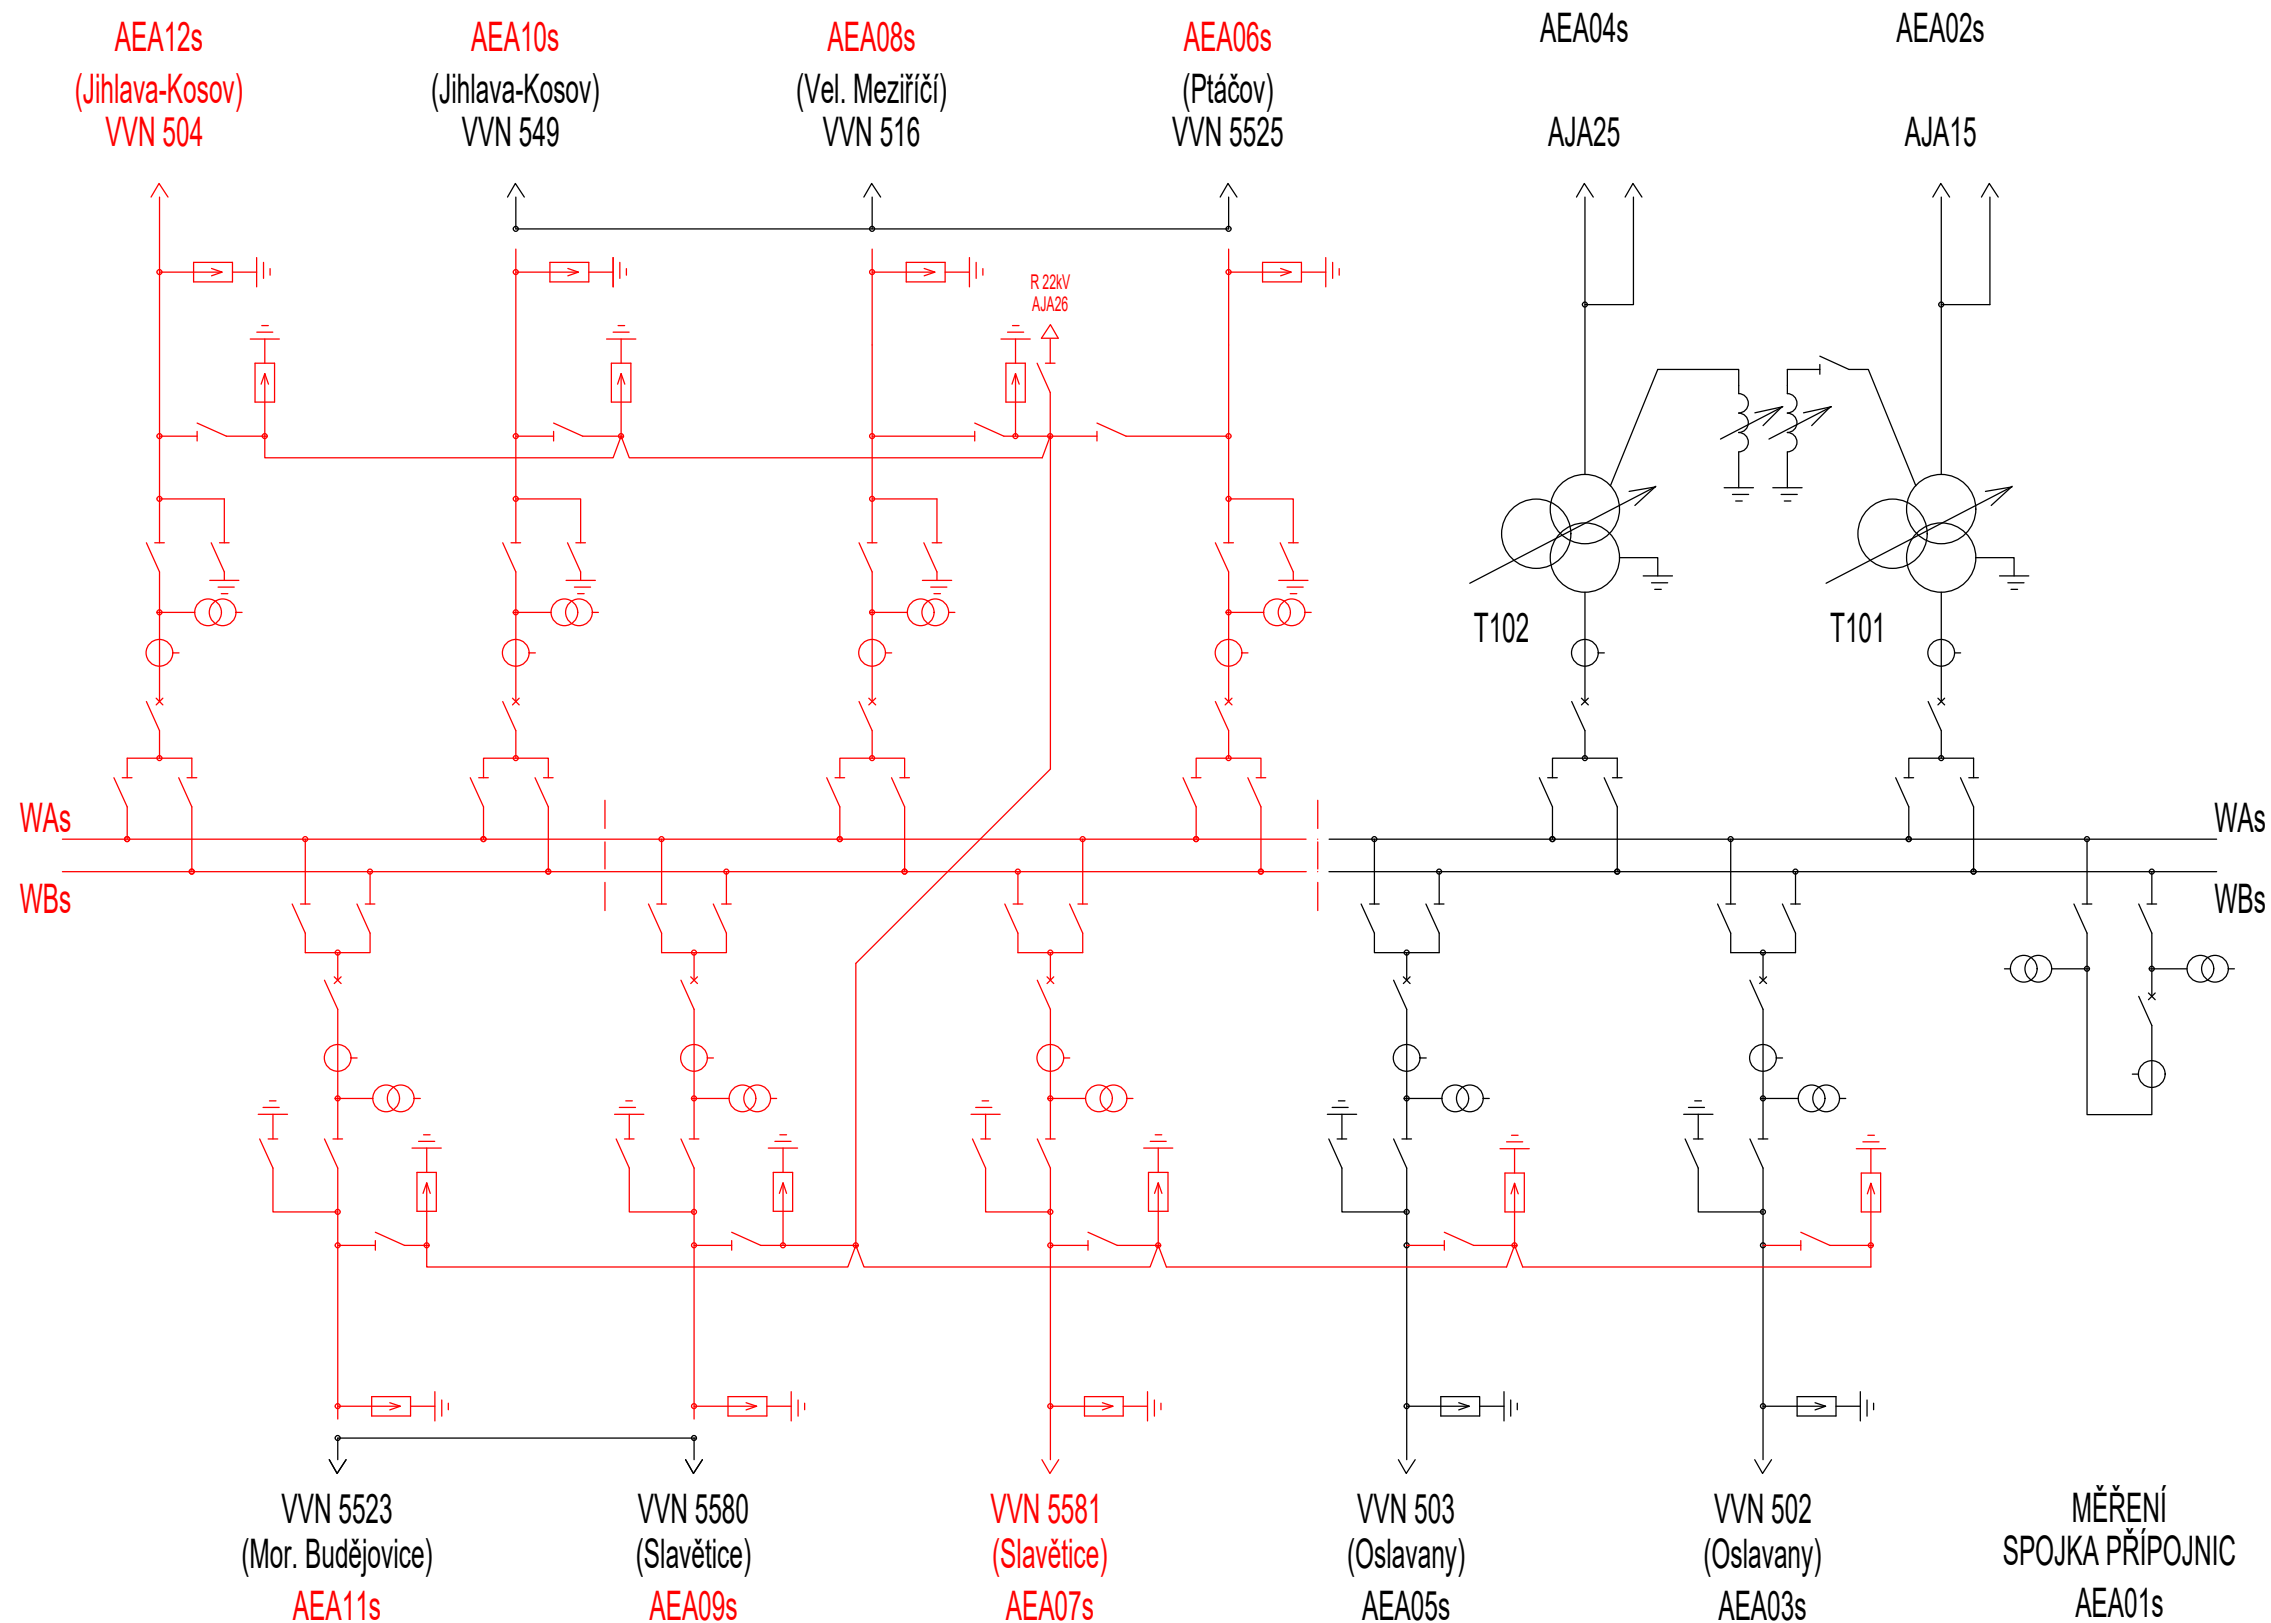 AEA12s
(Jihlava-Kosov)
VVN 504
AEA10s
(Jihlava-Kosov)
VVN 549
AEA08s
(Vel. Meziříčí)
VVN 516
AEA06s
(Ptáčov)
VVN 5525
AEA04s
AJA25
AEA02s
AJA15
R 22kV
AJA26
T102
T101
WAs
WBs
WAs
WBs
VVN 5523
(Mor. Budějovice)
AEA11s
VVN 5580
(Slavětice)
AEA09s
VVN 5581
(Slavětice)
AEA07s
VVN 503
(Oslavany)
AEA05s
VVN 502
(Oslavany)
AEA03s
MĚŘENÍ
SPOJKA PŘÍPOJNIC
AEA01s